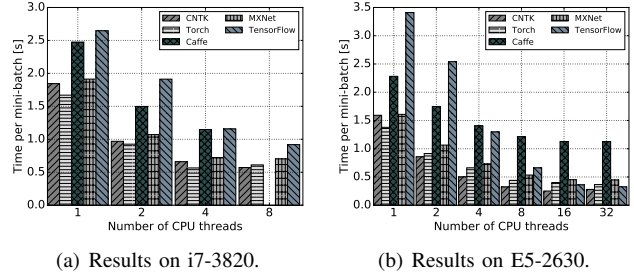 3.0
2.5
2.0
1.5
1.0
0.5
0.0
Time per mini-batch [s]
CNTK
Torch
Caffe
MXNet
TensorFlow
1 2 4 8
Number of CPU threads
(a) Results on i7-3820.
3.5
3.0
2.5
2.0
1.5
1.0
0.5
0.0
Time per mini-batch [s]
CNTK
Torch
Caffe
MXNet
TensorFlow
1 2 4 8 16 32
Number of CPU threads
(b) Results on E5-2630.